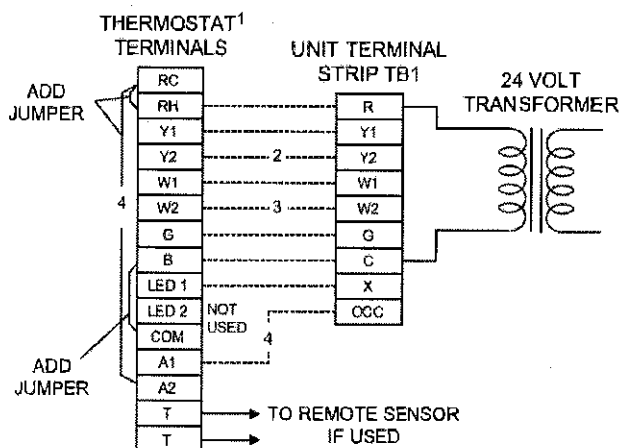 THERMOSTAT1
TERMINALS
UNIT TERMINAL
STRIP TB1
24 VOLT
TRANSFORMER
ADD
JUMPER
RC
RH
Y1
Y2
W1
W2
G
B
LED 1
LED 2
COM
A1
A2
T
T
4
2
3
R
Y1
Y2
W1
W2
G
C
X
OCC
NOT
USED
4
ADD
JUMPER
TO REMOTE SENSOR
IF USED